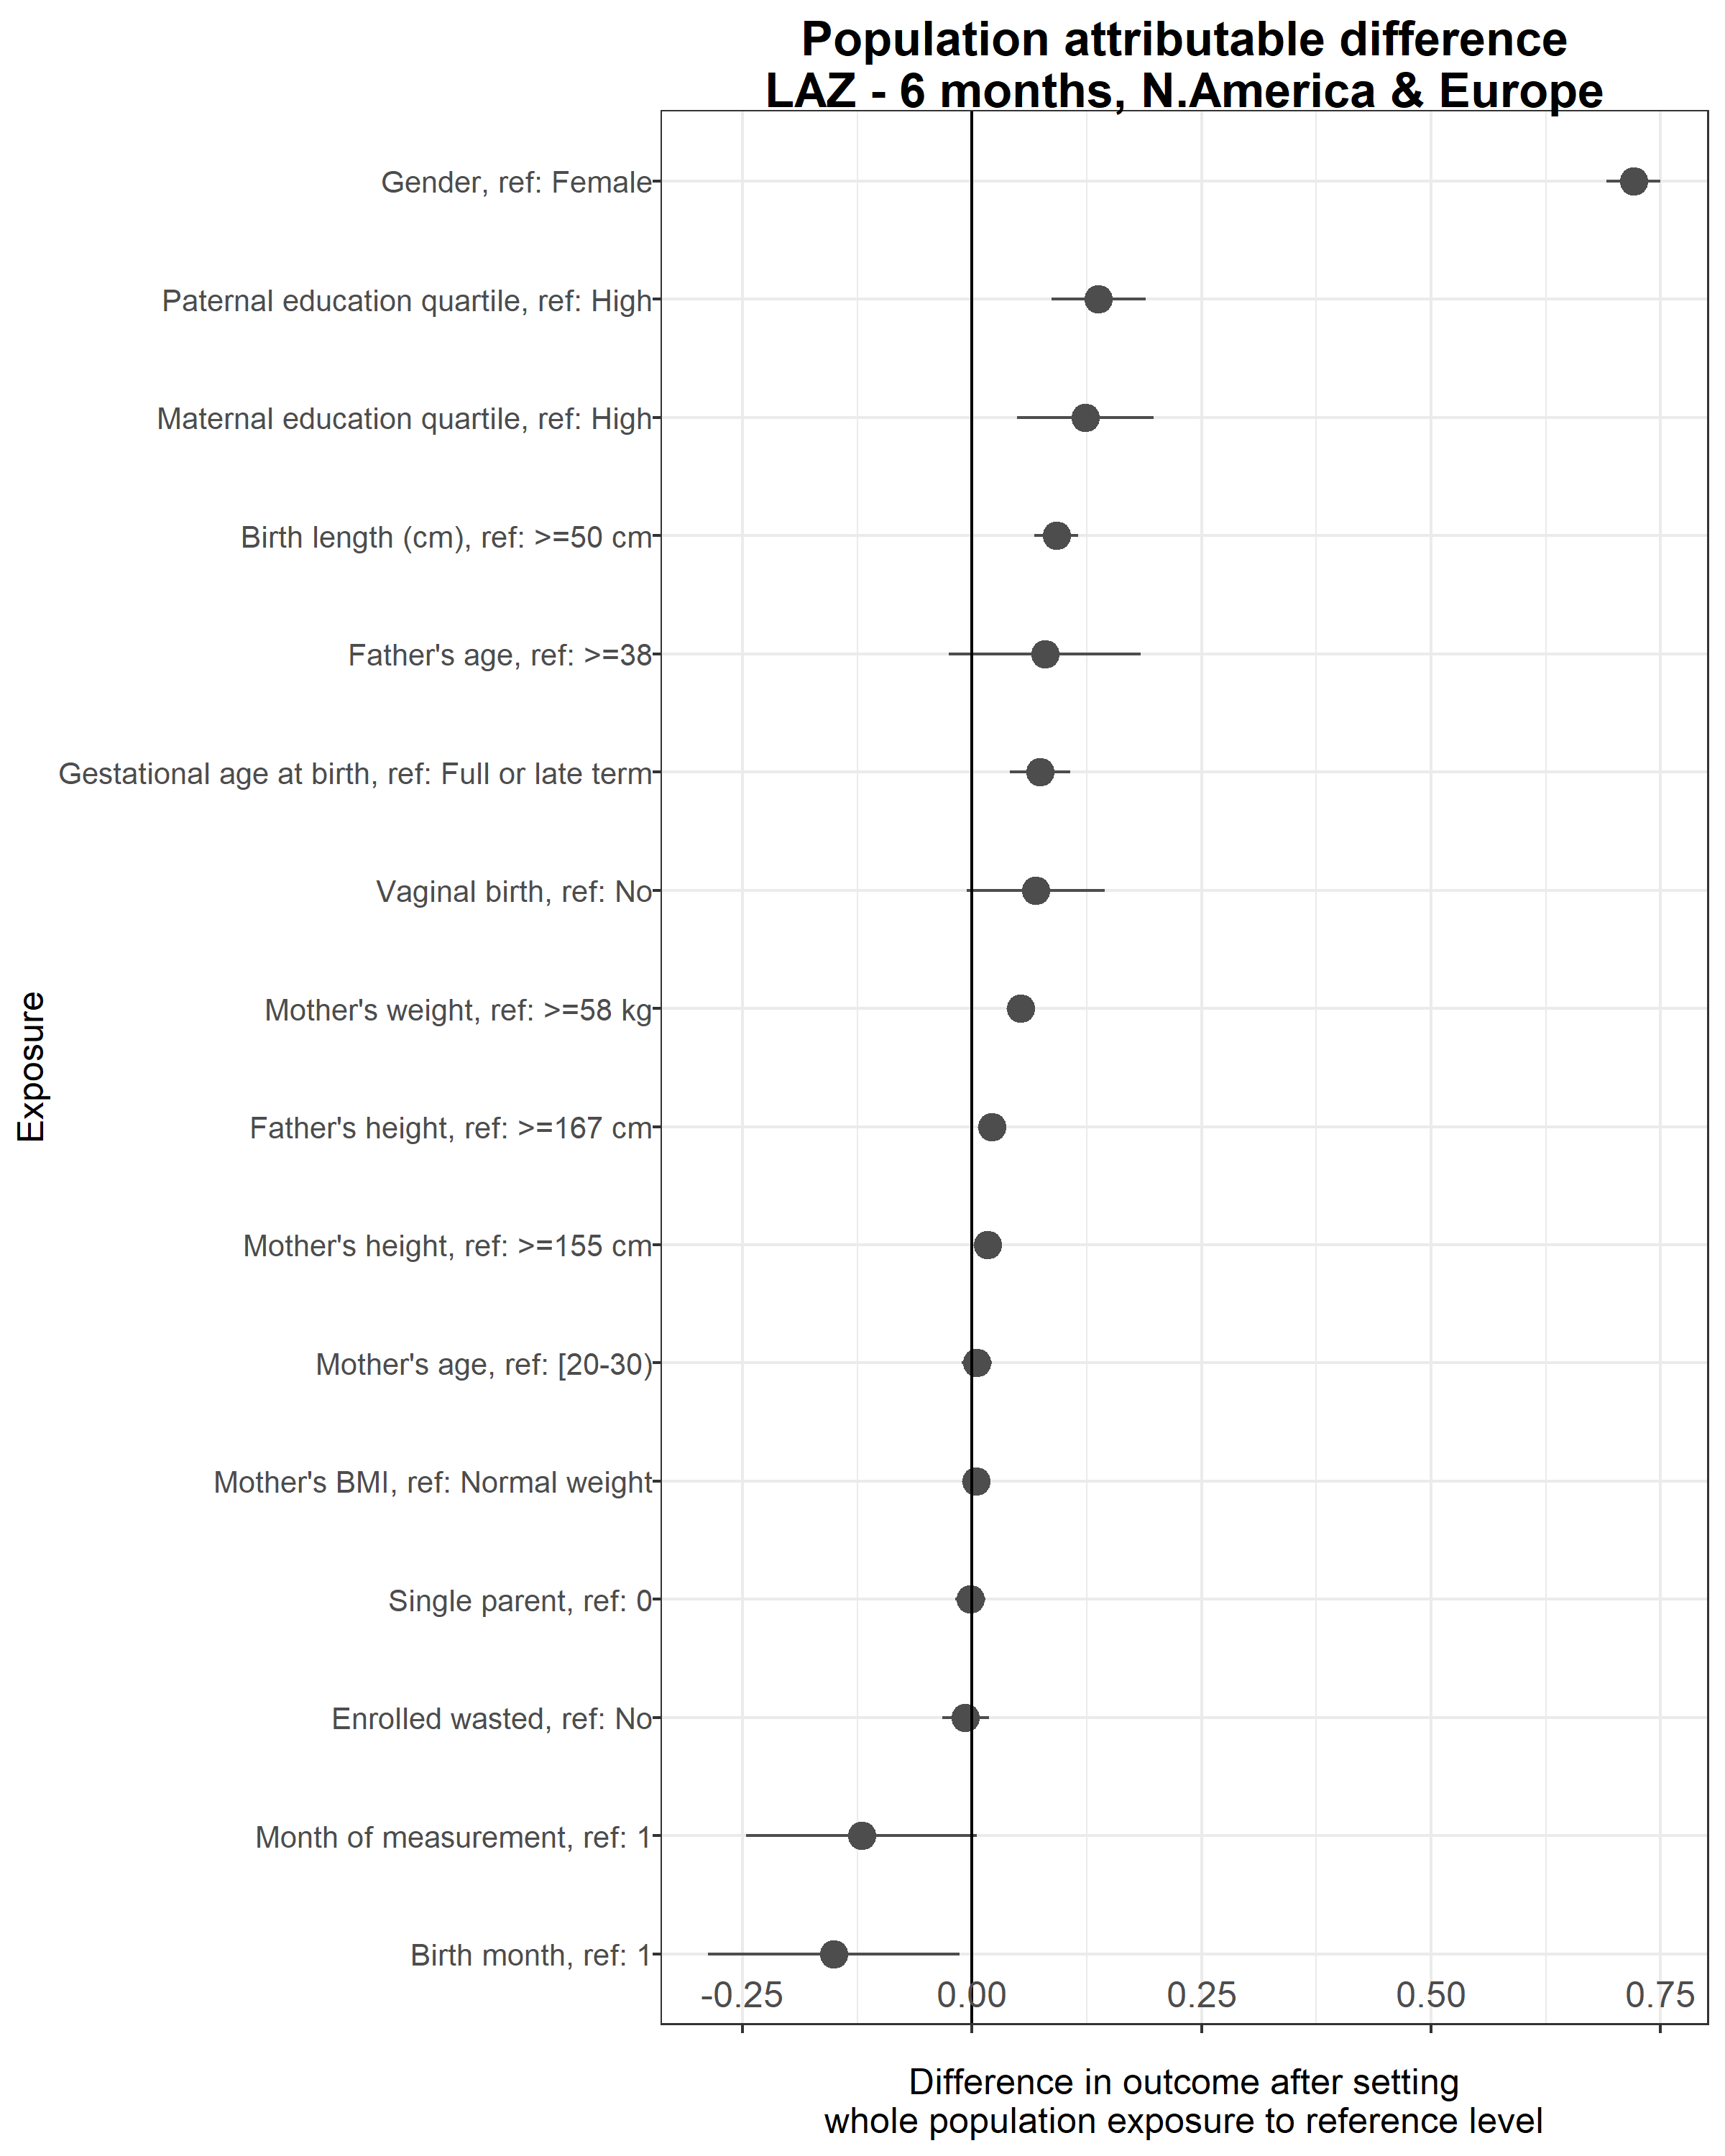 Population attributable difference
LAZ - 6 months, N.America & Europe
Gender, ref: Female
Paternal education quartile, ref: High
Maternal education quartile, ref: High
Birth length (cm), ref: >=50 cm
Father's age, ref: >=38
Gestational age at birth, ref: Full or late term
Vaginal birth, ref: No
Mother's weight, ref: >=58 kg
Father's height, ref: >=167 cm
Mother's height, ref: >=155 cm
Mother's age, ref: [20-30)
Mother's BMI, ref: Normal weight
Single parent, ref: 0
Enrolled wasted, ref: No
Month of measurement, ref: 1
Birth month, ref: 1
Exposure
-0.25 0.00 0.25 0.50 0.75
Difference in outcome after setting
whole population exposure to reference level